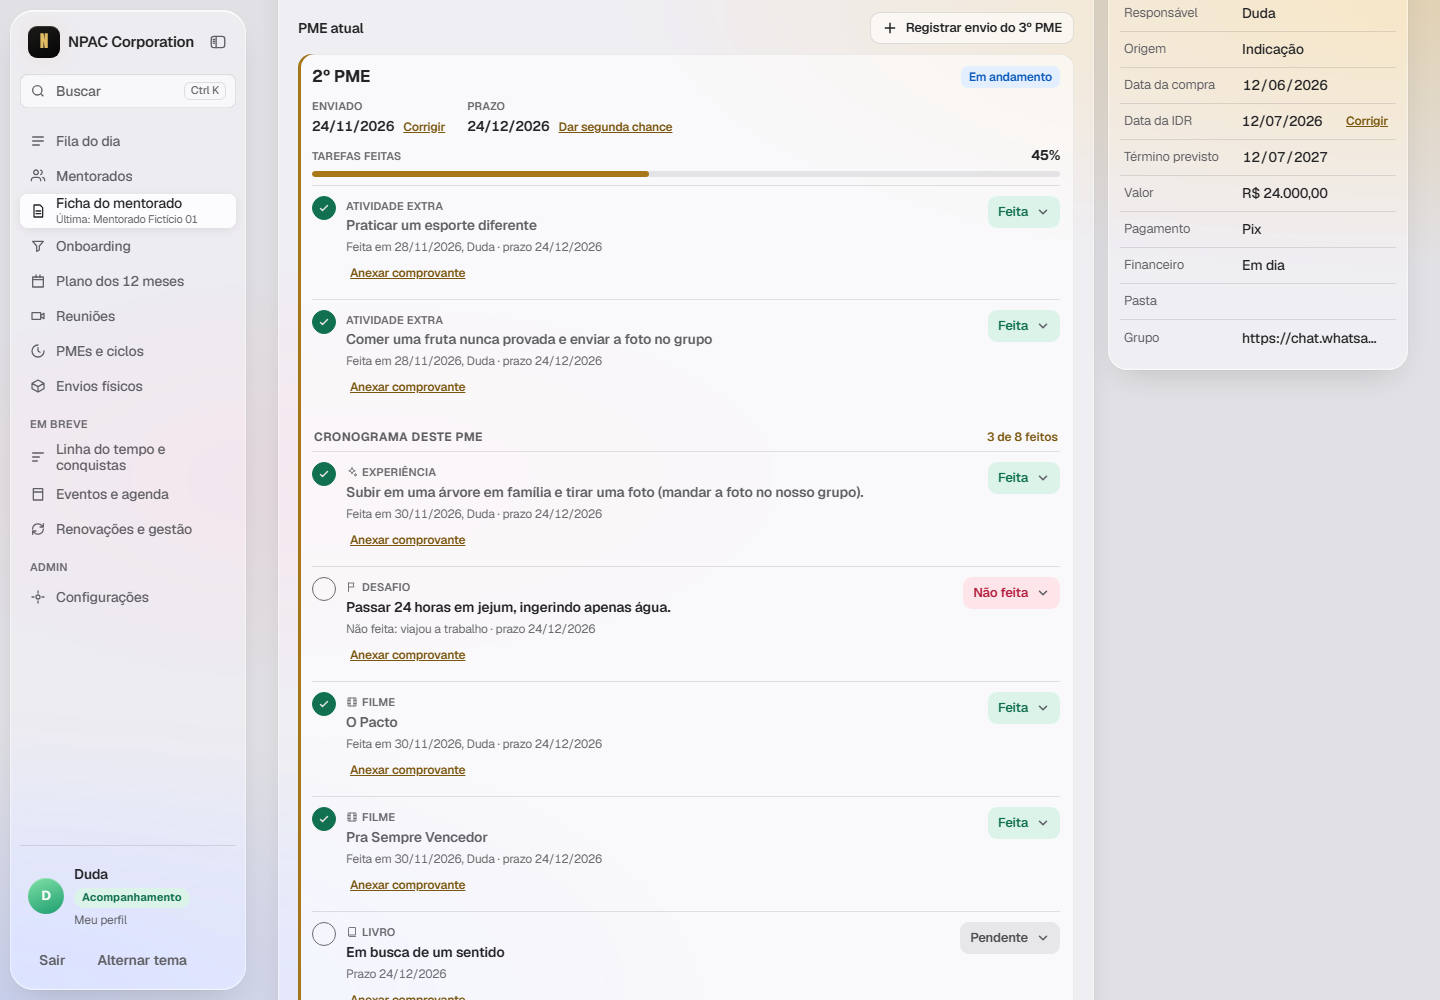 NPAC Corporation
Buscar
Ctrl K
Fila do dia
Mentorados
Ficha do mentorado
Última: Mentorado Fictício 01
Onboarding
Plano dos 12 meses
Reuniões
PMEs e ciclos
Envios físicos
EM BREVE
Linha do tempo e
conquistas
Eventos e agenda
Renovações e gestão
ADMIN
Configurações
D
Duda
Acompanhamento
Meu perfil
Sair
Alternar tema
PME atual
Registrar envio do 3º PME
2º PME
Em andamento
ENVIADO
PRAZO
24/11/2026 Corrigir
24/12/2026 Dar segunda chance
TAREFAS FEITAS
45%
ATIVIDADE EXTRA
Praticar um esporte diferente
Feita em 28/11/2026, Duda · prazo 24/12/2026
Anexar comprovante
Feita
ATIVIDADE EXTRA
Comer uma fruta nunca provada e enviar a foto no grupo
Feita em 28/11/2026, Duda · prazo 24/12/2026
Anexar comprovante
Feita
CRONOGRAMA DESTE PME
3 de 8 feitos
EXPERIÊNCIA
Subir em uma árvore em família e tirar uma foto (mandar a foto no nosso grupo).
Feita em 30/11/2026, Duda · prazo 24/12/2026
Anexar comprovante
Feita
DESAFIO
Passar 24 horas em jejum, ingerindo apenas água.
Não feita: viajou a trabalho · prazo 24/12/2026
Anexar comprovante
Não feita
FILME
O Pacto
Feita em 30/11/2026, Duda · prazo 24/12/2026
Anexar comprovante
Feita
FILME
Pra Sempre Vencedor
Feita em 30/11/2026, Duda · prazo 24/12/2026
Anexar comprovante
Feita
LIVRO
Em busca de um sentido
Prazo 24/12/2026
Anexar comprovante
Pendente
Responsável Duda
Origem Indicação
Data da compra 12/06/2026
Data da IDR 12/07/2026 Corrigir
Término previsto 12/07/2027
Valor R$ 24.000,00
Pagamento Pix
Financeiro Em dia
Pasta
Grupo https://chat.whatsa...